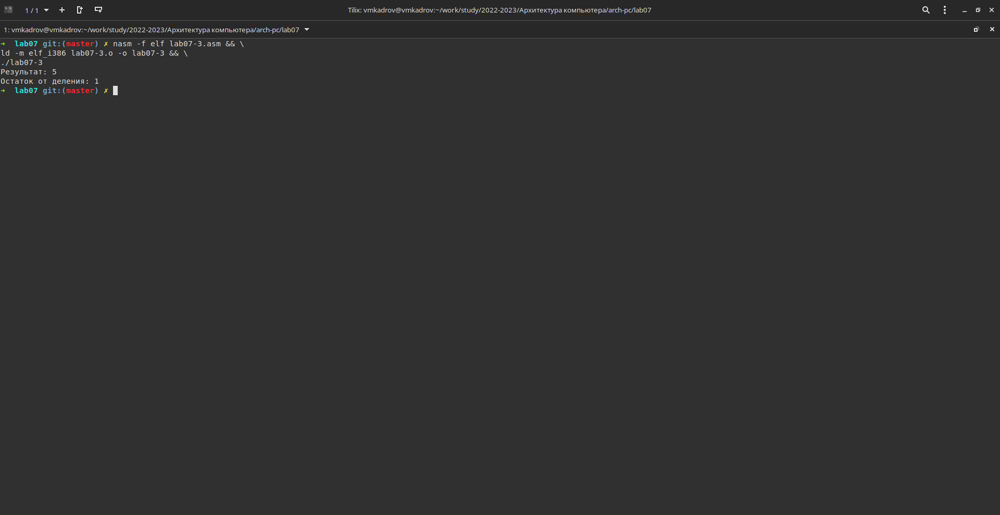 1 / 1
Tilix: vmkadrov@vmkadrov:~/work/study/2022-2023/Архитектура компьютера/arch-pc/lab07
1: vmkadrov@vmkadrov:~/work/study/2022-2023/Архитектура компьютера/arch-pc/lab07
➜  lab07 git:(master) ✗ nasm -f elf lab07-3.asm && \
ld -m elf_i386 lab07-3.o -o lab07-3 && \
./lab07-3
Результат: 5
Остаток от деления: 1
➜  lab07 git:(master) ✗